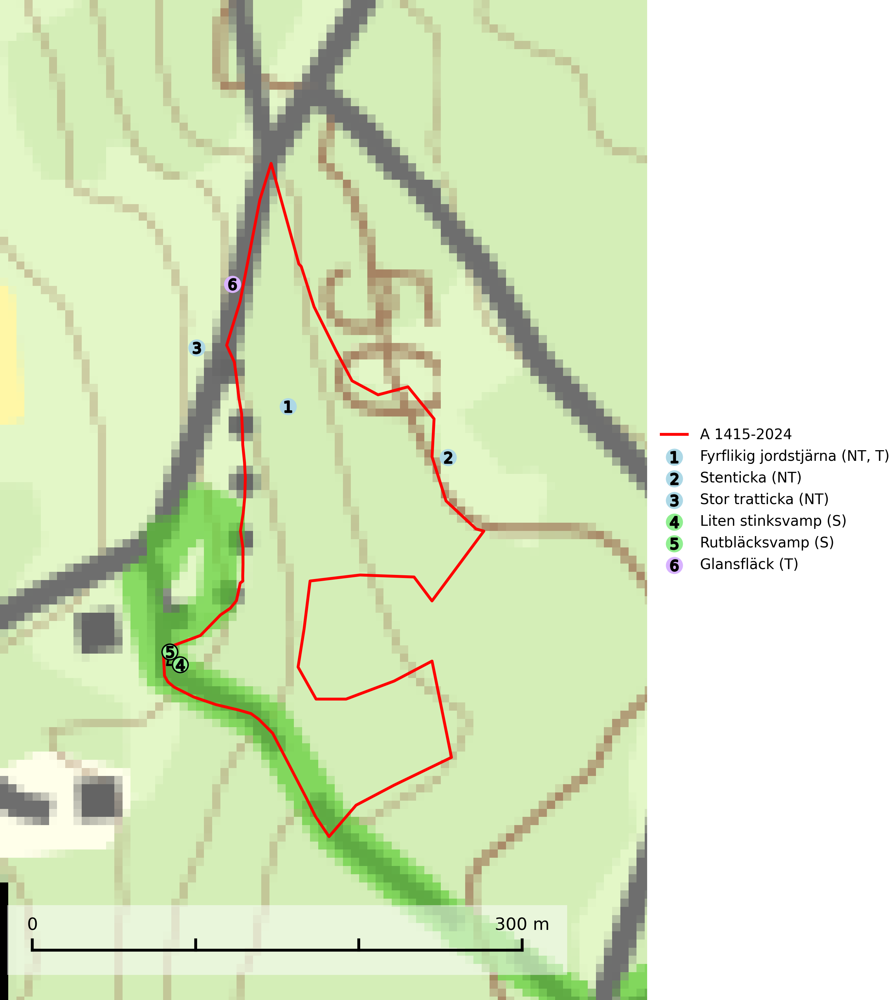 6
3
1
2
5
4
0 300 m
A 1415-2024
1 Fyrflikig jordstjärna (NT, T)
2 Stenticka (NT)
3 Stor tratticka (NT)
4 Liten stinksvamp (S)
5 Rutbläcksvamp (S)
6 Glansfläck (T)